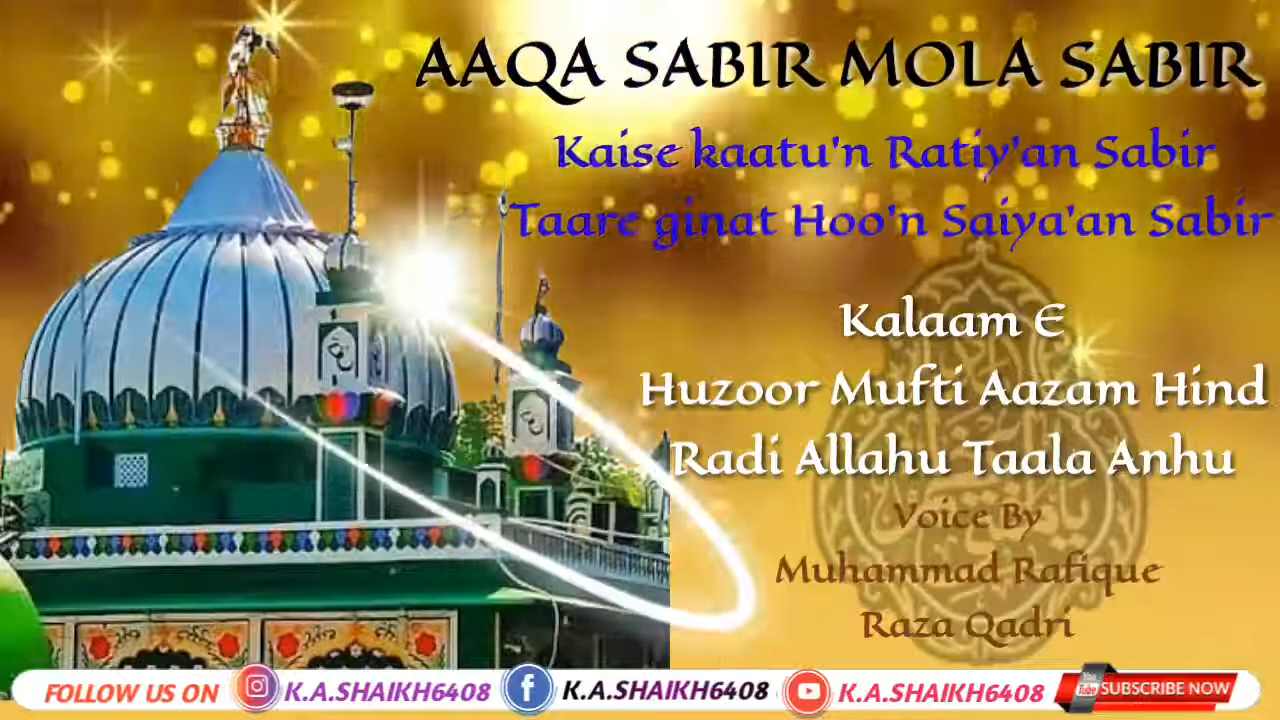 AAQA SABIR MOLA SABIR
Kaise kaatu'n Ratiy'an Sabir
Taare ginat Hoo'n Saiya'an Sabir
Kalaam E
Huzoor Mufti Aazam Hind
Radi Allahu Taala Anhu
Voice By
Muhammad Rafique
Raza Qadri
FOLLOW US ON K.A.SHAIKH6408 K.A.SHAIKH6408 K.A.SHAIKH6408 You Tube SUBSCRIBE NOW